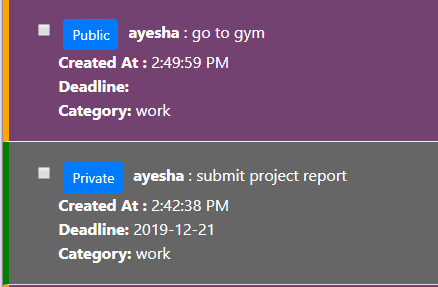 Public ayesha : go to gym
Created At : 2:49:59 PM
Deadline:
Category: work
Private ayesha : submit project report
Created At : 2:42:38 PM
Deadline: 2019-12-21
Category: work